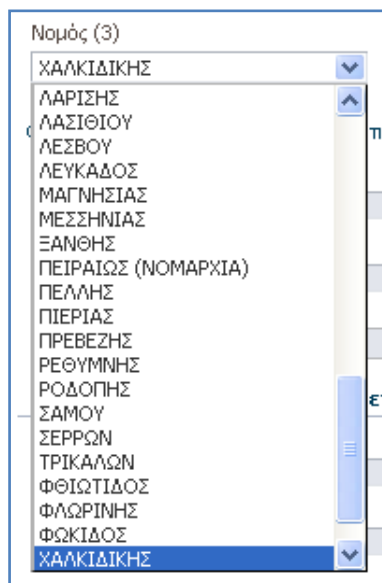 Νομός (3)
ΧΑΛΚΙΔΙΚΗΣ
ΛΑΡΙΣΗΣ
ΛΑΣΙΘΙΟΥ
ΛΕΣΒΟΥ
ΛΕΥΚΑΔΟΣ
ΜΑΓΝΗΣΙΑΣ
ΜΕΣΣΗΝΙΑΣ
ΞΑΝΘΗΣ
ΠΕΙΡΑΙΩΣ (ΝΟΜΑΡΧΙΑ)
ΠΕΛΛΗΣ
ΠΙΕΡΙΑΣ
ΠΡΕΒΕΖΗΣ
ΡΕΘΥΜΝΗΣ
ΡΟΔΟΠΗΣ
ΣΑΜΟΥ
ΣΕΡΡΩΝ
ΤΡΙΚΑΛΩΝ
ΦΘΙΩΤΙΔΟΣ
ΦΛΩΡΙΝΗΣ
ΦΩΚΙΔΟΣ
ΧΑΛΚΙΔΙΚΗΣ